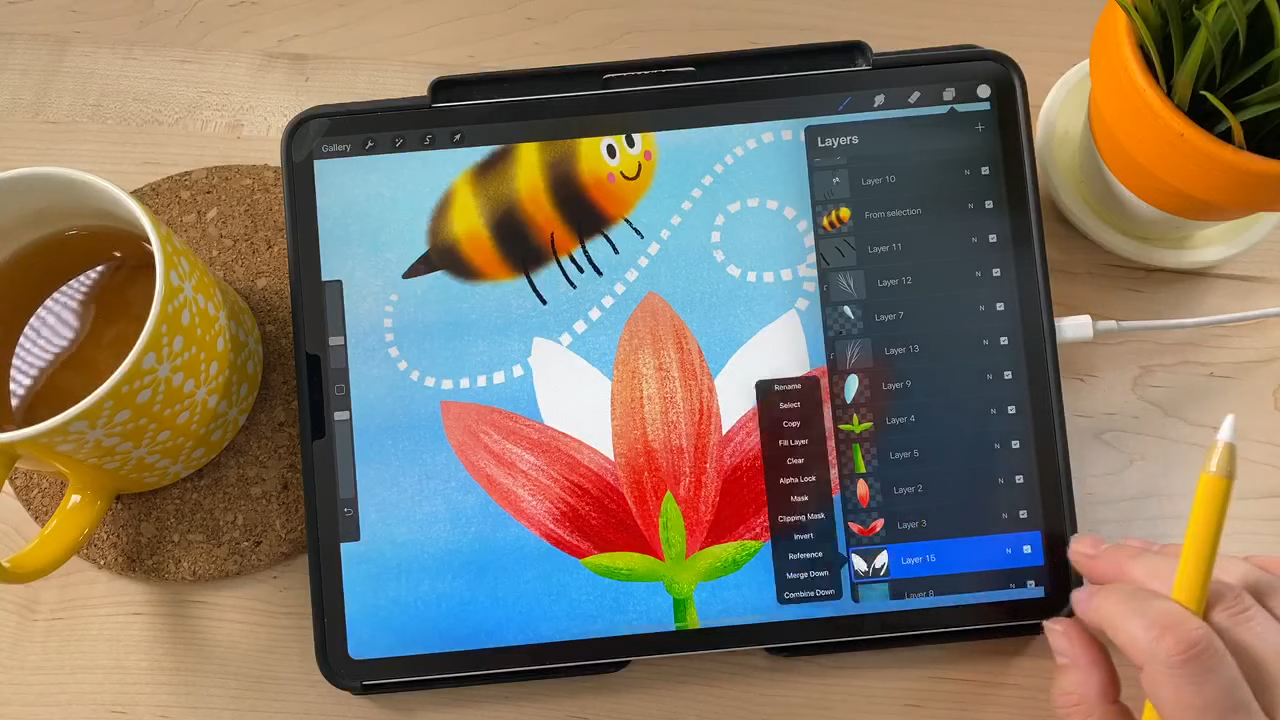 Gallery
Layers
Layer 10 N
From selection N
Layer 11 N
Layer 12 N
Layer 7 N
Layer 13 N
Layer 9 N
Layer 4 N
Layer 5 N
Layer 2 N
Layer 3 N
Layer 15 N
Layer 8
Rename
Select
Copy
Fill Layer
Clear
Alpha Lock
Mask
Clipping Mask
Invert
Reference
Merge Down
Combine Down